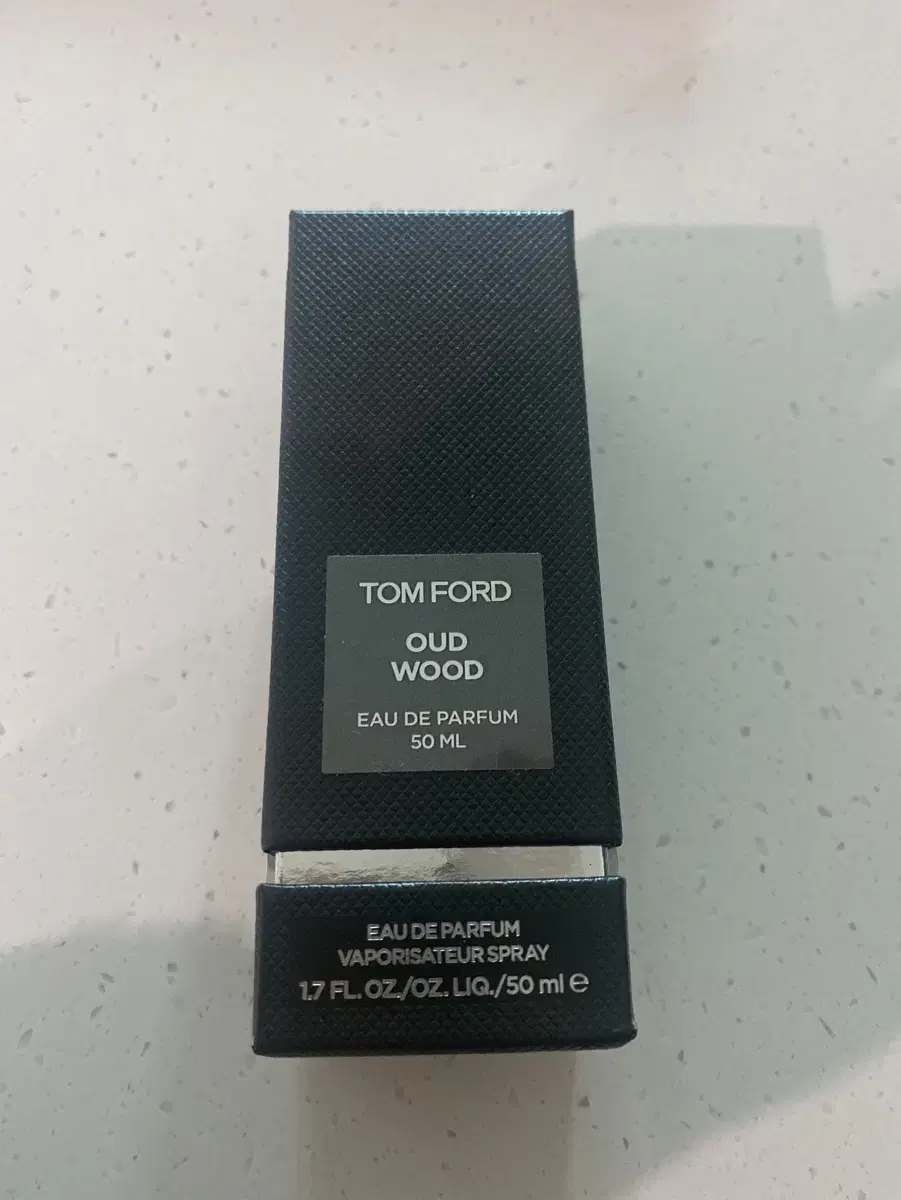 TOM FORD
OUD
WOOD
EAU DE PARFUM
50 ML
EAU DE PARFUM
VAPORISATEUR SPRAY
1.7 FL. OZ./OZ. LIQ./50 ml ℮